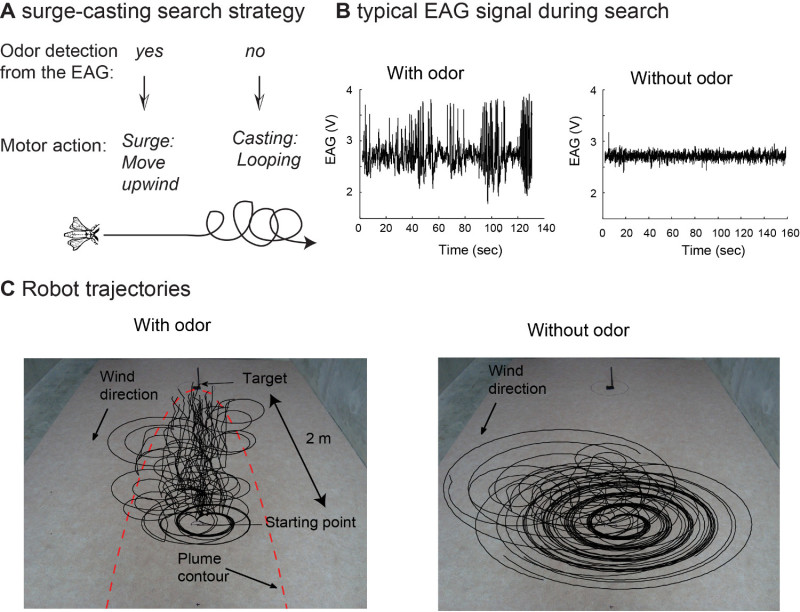 A surge-casting search strategy
Odor detection
from the EAG:
yes
no
Motor action:
Surge:
Move
upwind
Casting:
Looping
B typical EAG signal during search
With odor
EAG (V)
4
3
2
0 20 40 60 80 100 120 140
Time (sec)
Without odor
EAG (V)
4
3
2
0 20 40 60 80 100 120 140 160
Time (sec)
C Robot trajectories
With odor
Wind
direction
Target
2 m
Starting point
Plume
contour
Without odor
Wind
direction